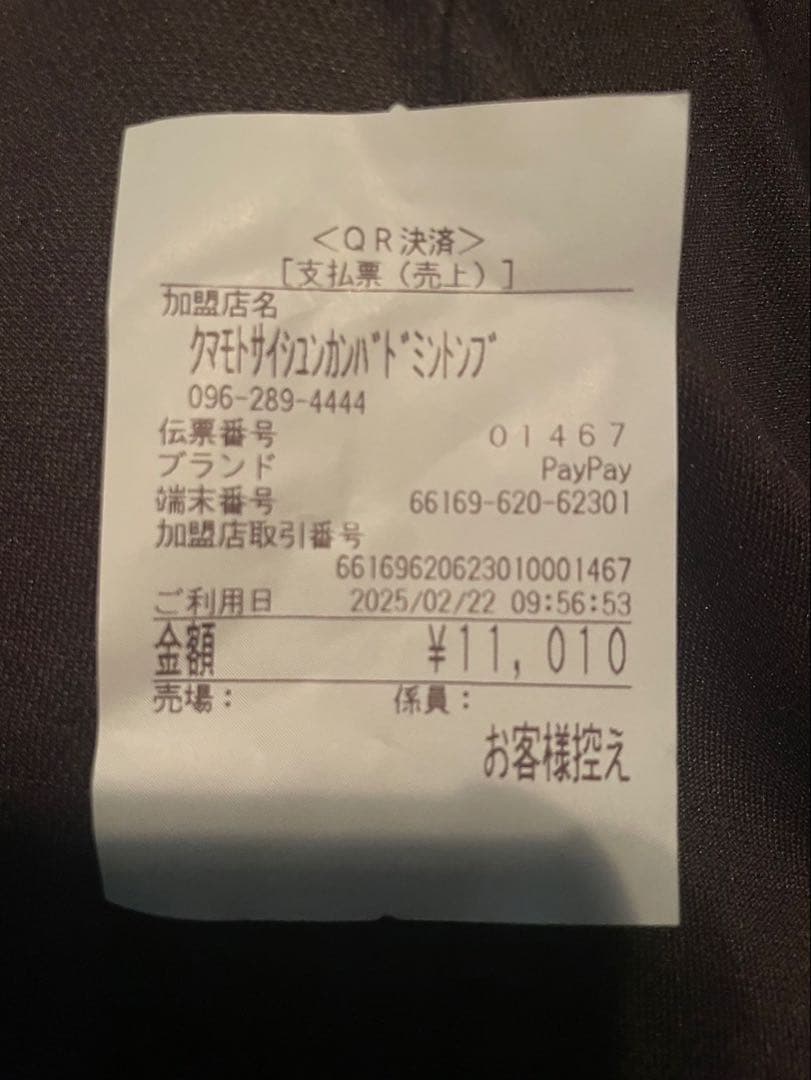 ＜ＱＲ決済＞
［支払票（売上）］
加盟店名
ｸﾏﾓﾄｻｲｼｭﾝｶﾝﾊﾞﾄﾞﾐﾝﾄﾝﾌﾞ
096-289-4444
伝票番号 ０１４６７
ブランド PayPay
端末番号 66169-620-62301
加盟店取引番号
66169620623010001467
ご利用日 2025/02/22 09:56:53
金額 ￥11,010
売場： 係員：
お客様控え